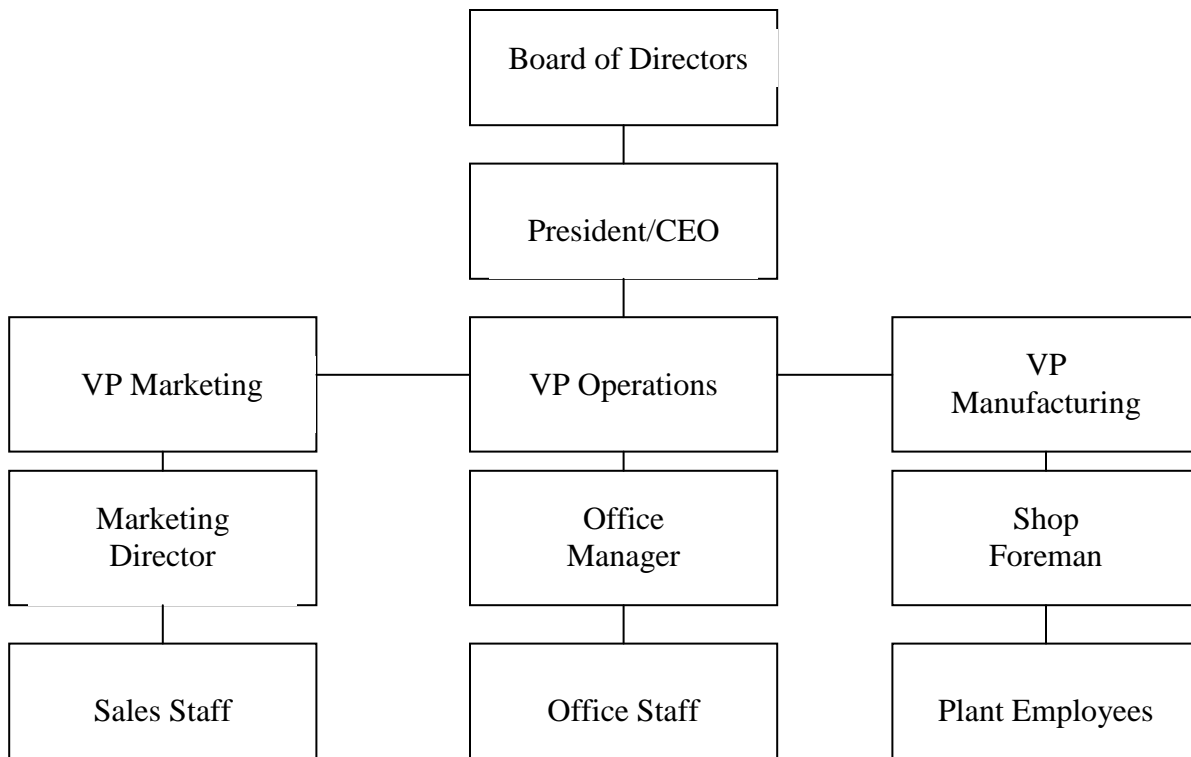 Board of Directors
President/CEO
VP Marketing
VP Operations
VP
Manufacturing
Marketing
Director
Office
Manager
Shop
Foreman
Sales Staff
Office Staff
Plant Employees